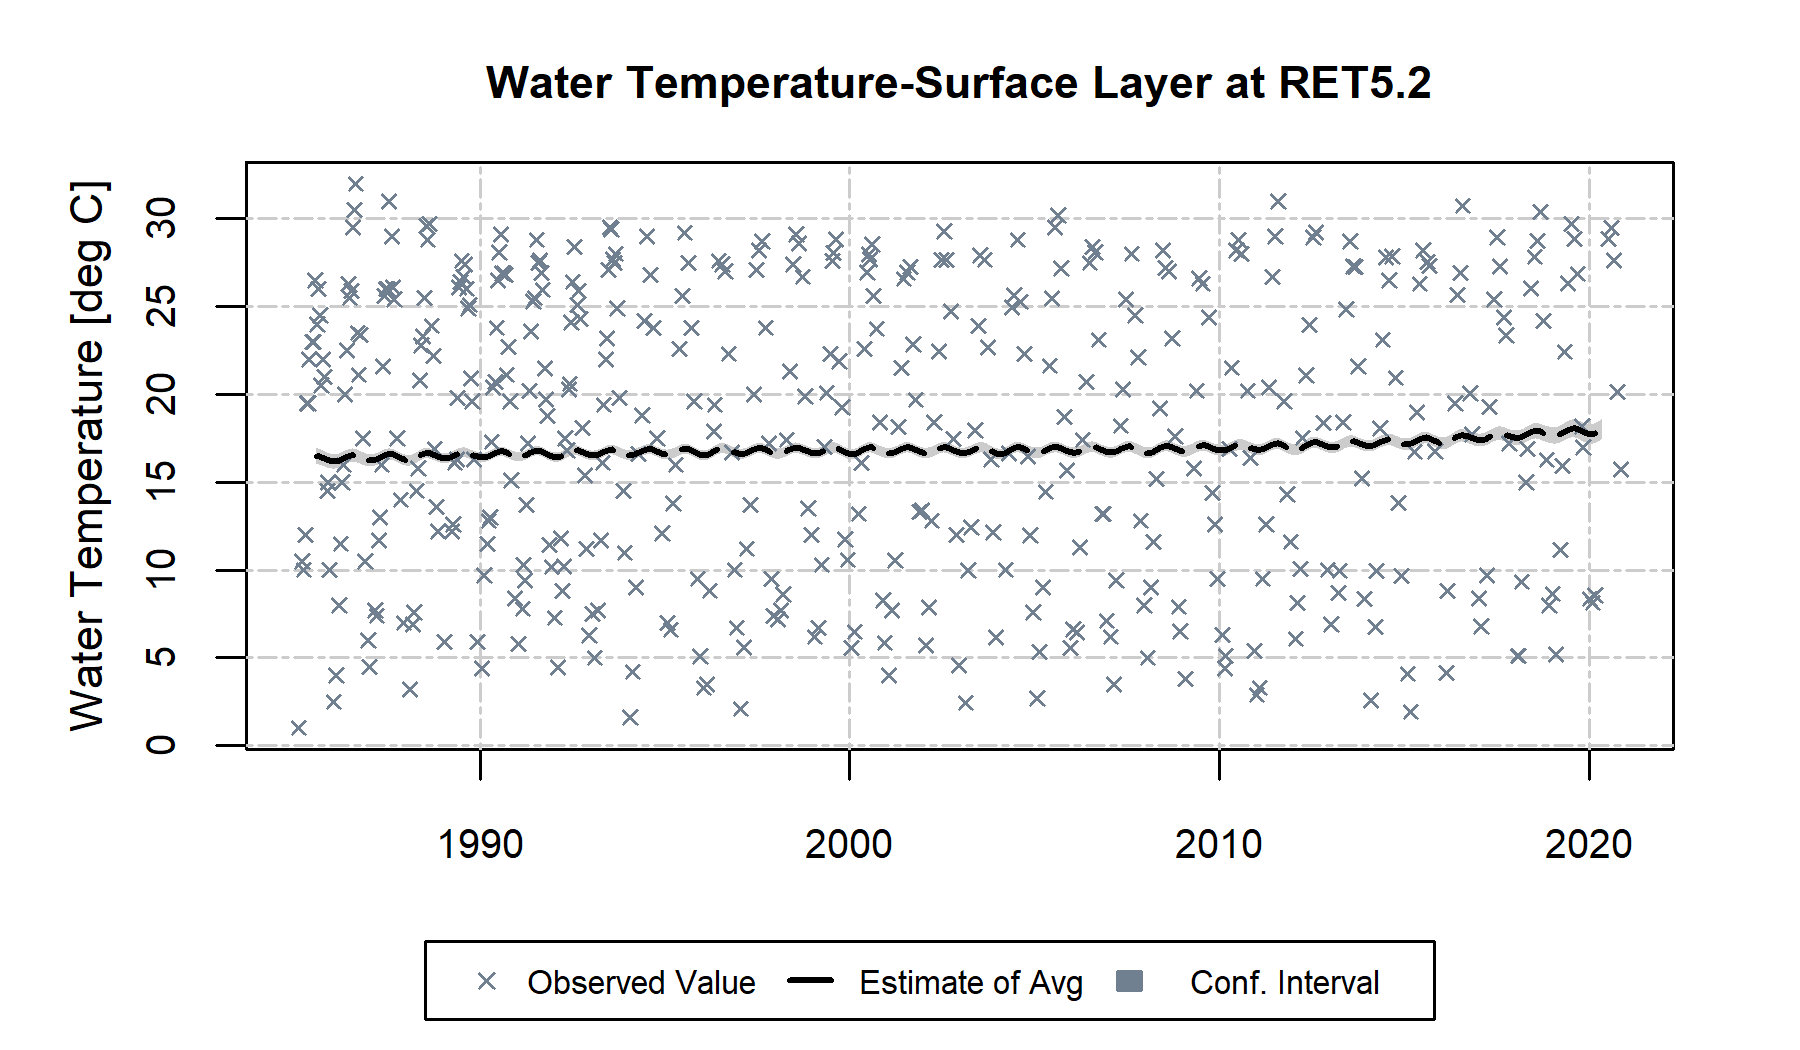 Water Temperature-Surface Layer at RET5.2
Water Temperature [deg C]
30
25
20
15
10
5
0
1990 2000 2010 2020
Observed Value Estimate of Avg Conf. Interval